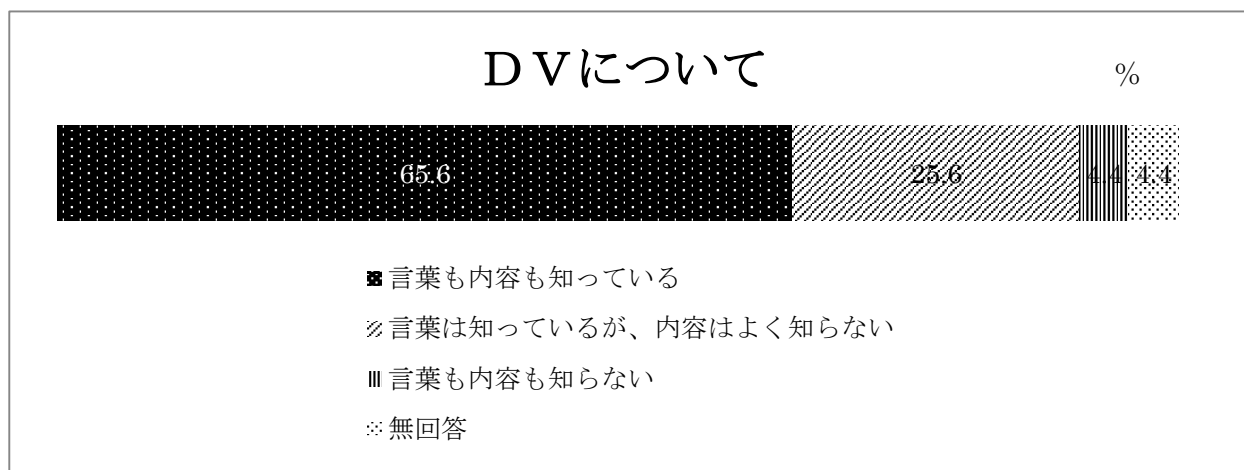 ＤＶについて
%
65.6
25.6
4.4
4.4
言葉も内容も知っている
言葉は知っているが、内容はよく知らない
言葉も内容も知らない
無回答